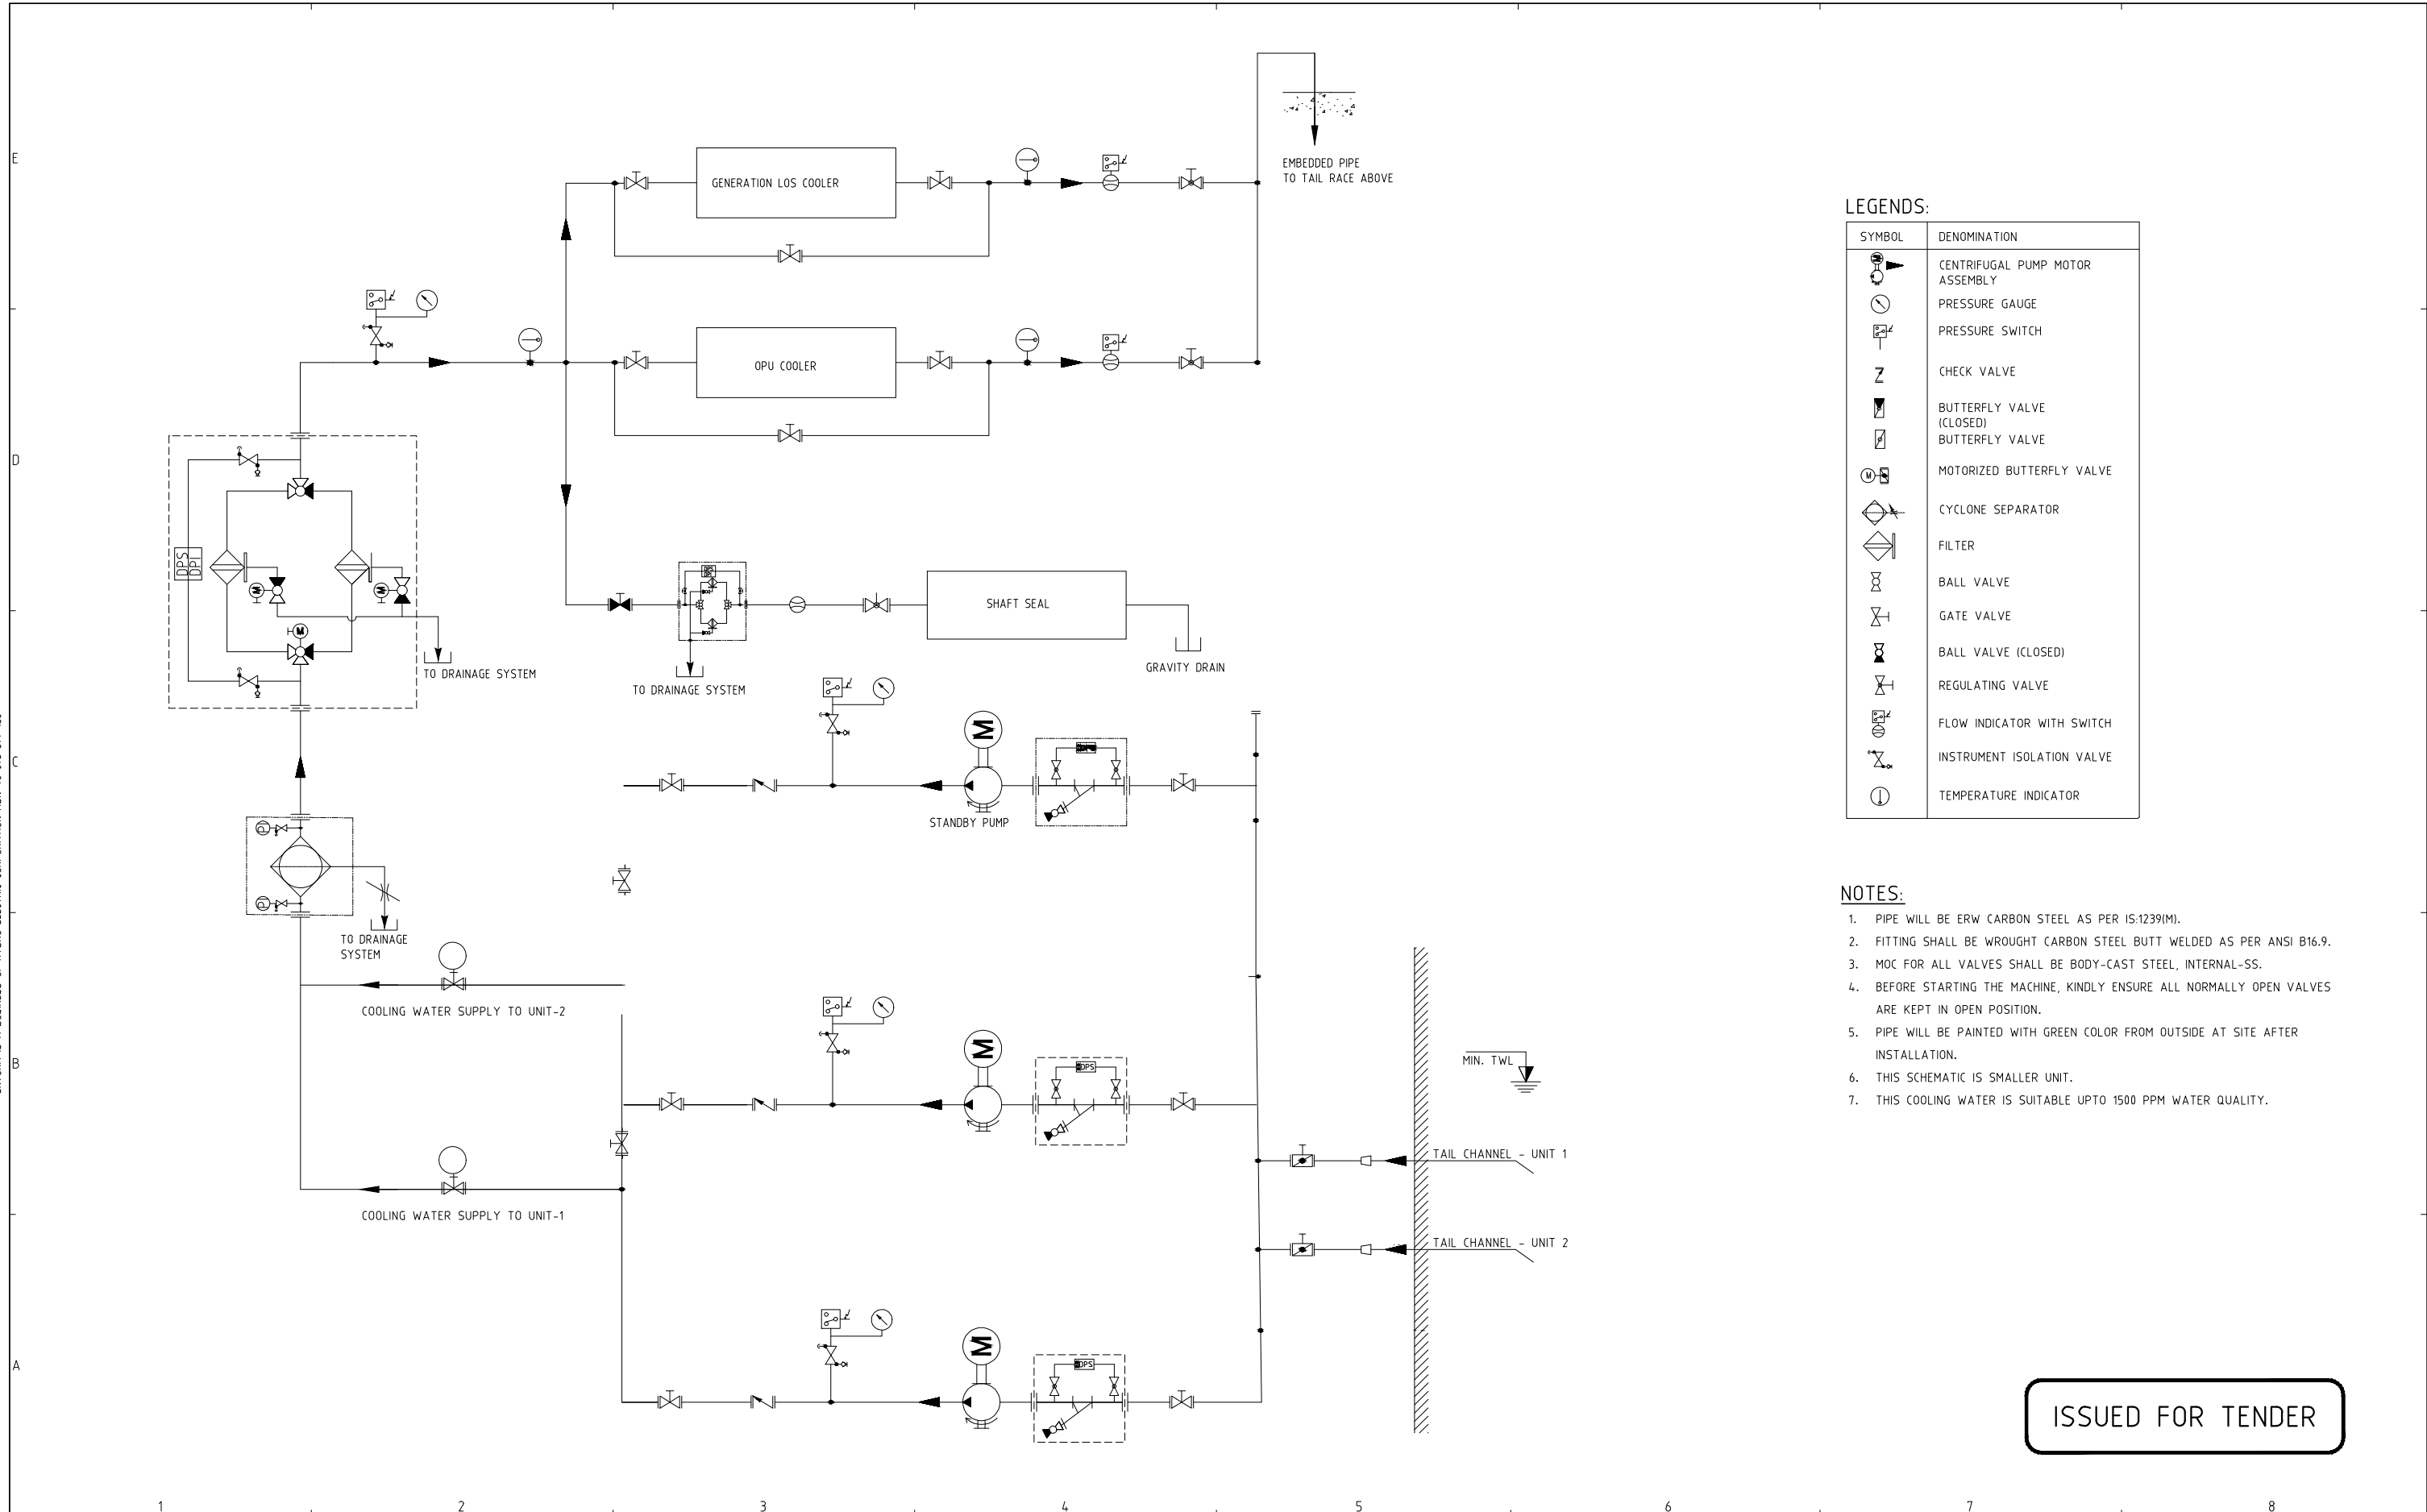 E
EMBEDDED PIPE
TO TAIL RACE ABOVE
GENERATION LOS COOLER
OPU COOLER
D
DPS
DPI
M
M
M
TO DRAINAGE SYSTEM
SHAFT SEAL
GRAVITY DRAIN
TO DRAINAGE SYSTEM
C
M
STANDBY PUMP
TO DRAINAGE
SYSTEM
COOLING WATER SUPPLY TO UNIT-2
B
M
DPS
MIN. TWL
TAIL CHANNEL - UNIT 1
COOLING WATER SUPPLY TO UNIT-1
TAIL CHANNEL - UNIT 2
A
M
DPS
LEGENDS:
SYMBOL DENOMINATION
CENTRIFUGAL PUMP MOTOR
ASSEMBLY
PRESSURE GAUGE
PRESSURE SWITCH
CHECK VALVE
BUTTERFLY VALVE
(CLOSED)
BUTTERFLY VALVE
M MOTORIZED BUTTERFLY VALVE
CYCLONE SEPARATOR
FILTER
BALL VALVE
GATE VALVE
BALL VALVE (CLOSED)
REGULATING VALVE
FLOW INDICATOR WITH SWITCH
INSTRUMENT ISOLATION VALVE
TEMPERATURE INDICATOR
NOTES:
1. PIPE WILL BE ERW CARBON STEEL AS PER IS:1239(M).
2. FITTING SHALL BE WROUGHT CARBON STEEL BUTT WELDED AS PER ANSI B16.9.
3. MOC FOR ALL VALVES SHALL BE BODY-CAST STEEL, INTERNAL-SS.
4. BEFORE STARTING THE MACHINE, KINDLY ENSURE ALL NORMALLY OPEN VALVES
ARE KEPT IN OPEN POSITION.
5. PIPE WILL BE PAINTED WITH GREEN COLOR FROM OUTSIDE AT SITE AFTER
INSTALLATION.
6. THIS SCHEMATIC IS SMALLER UNIT.
7. THIS COOLING WATER IS SUITABLE UPTO 1500 PPM WATER QUALITY.
ISSUED FOR TENDER
1 2 3 4 5 6 7 8